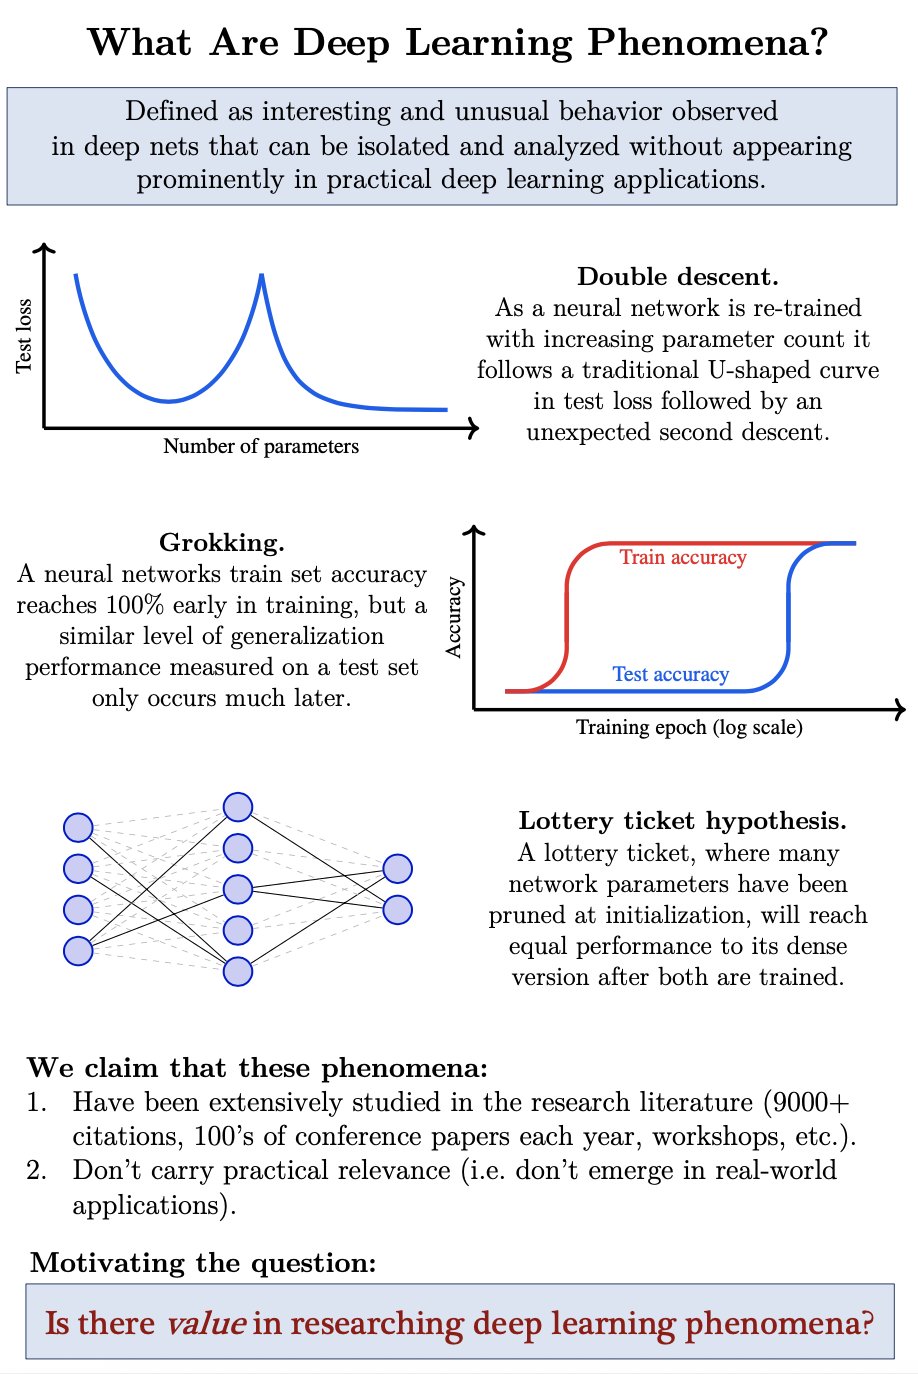 What Are Deep Learning Phenomena?
Defined as interesting and unusual behavior observed
in deep nets that can be isolated and analyzed without appearing
prominently in practical deep learning applications.
Test loss
Number of parameters
Double descent.
As a neural network is re-trained
with increasing parameter count it
follows a traditional U-shaped curve
in test loss followed by an
unexpected second descent.
Grokking.
A neural networks train set accuracy
reaches 100% early in training, but a
similar level of generalization
performance measured on a test set
only occurs much later.
Accuracy
Train accuracy
Test accuracy
Training epoch (log scale)
Lottery ticket hypothesis.
A lottery ticket, where many
network parameters have been
pruned at initialization, will reach
equal performance to its dense
version after both are trained.
We claim that these phenomena:
1. Have been extensively studied in the research literature (9000+
citations, 100's of conference papers each year, workshops, etc.).
2. Don't carry practical relevance (i.e. don't emerge in real-world
applications).
Motivating the question:
Is there value in researching deep learning phenomena?